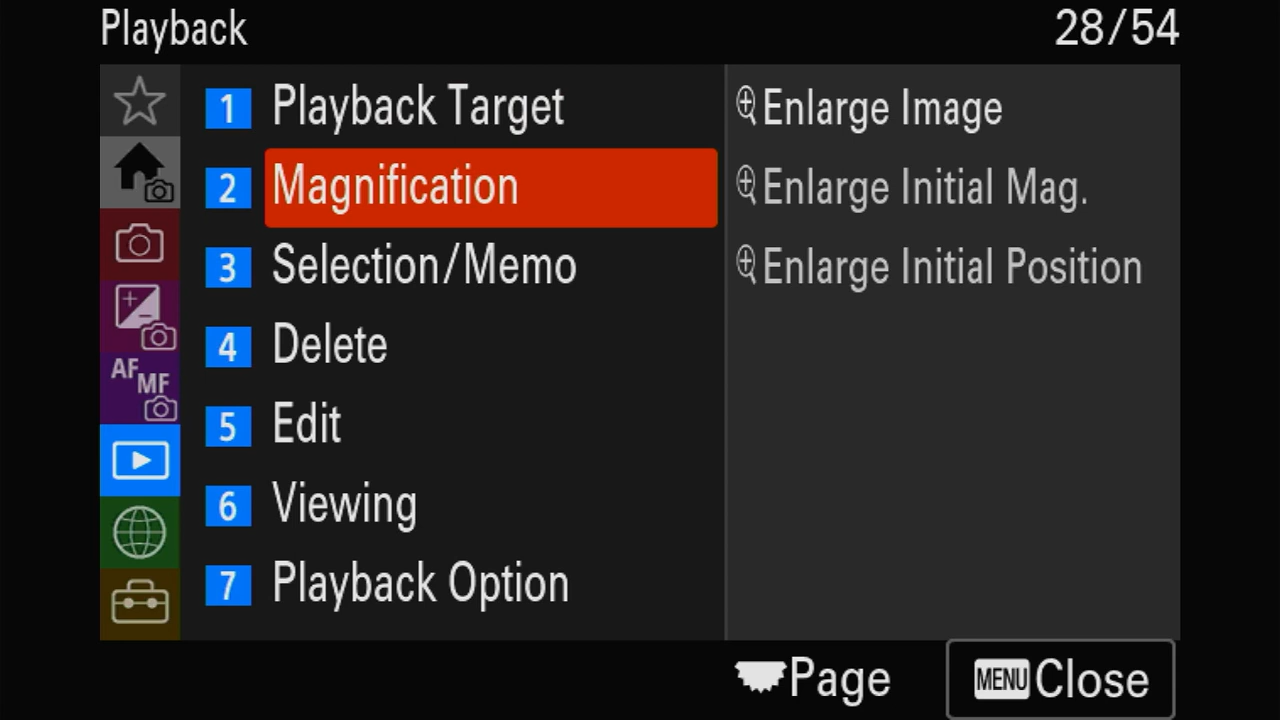 Playback 28/54
1 Playback Target
2 Magnification
3 Selection/Memo
4 Delete
5 Edit
6 Viewing
7 Playback Option
AF MF
Enlarge Image
Enlarge Initial Mag.
Enlarge Initial Position
Page MENU Close